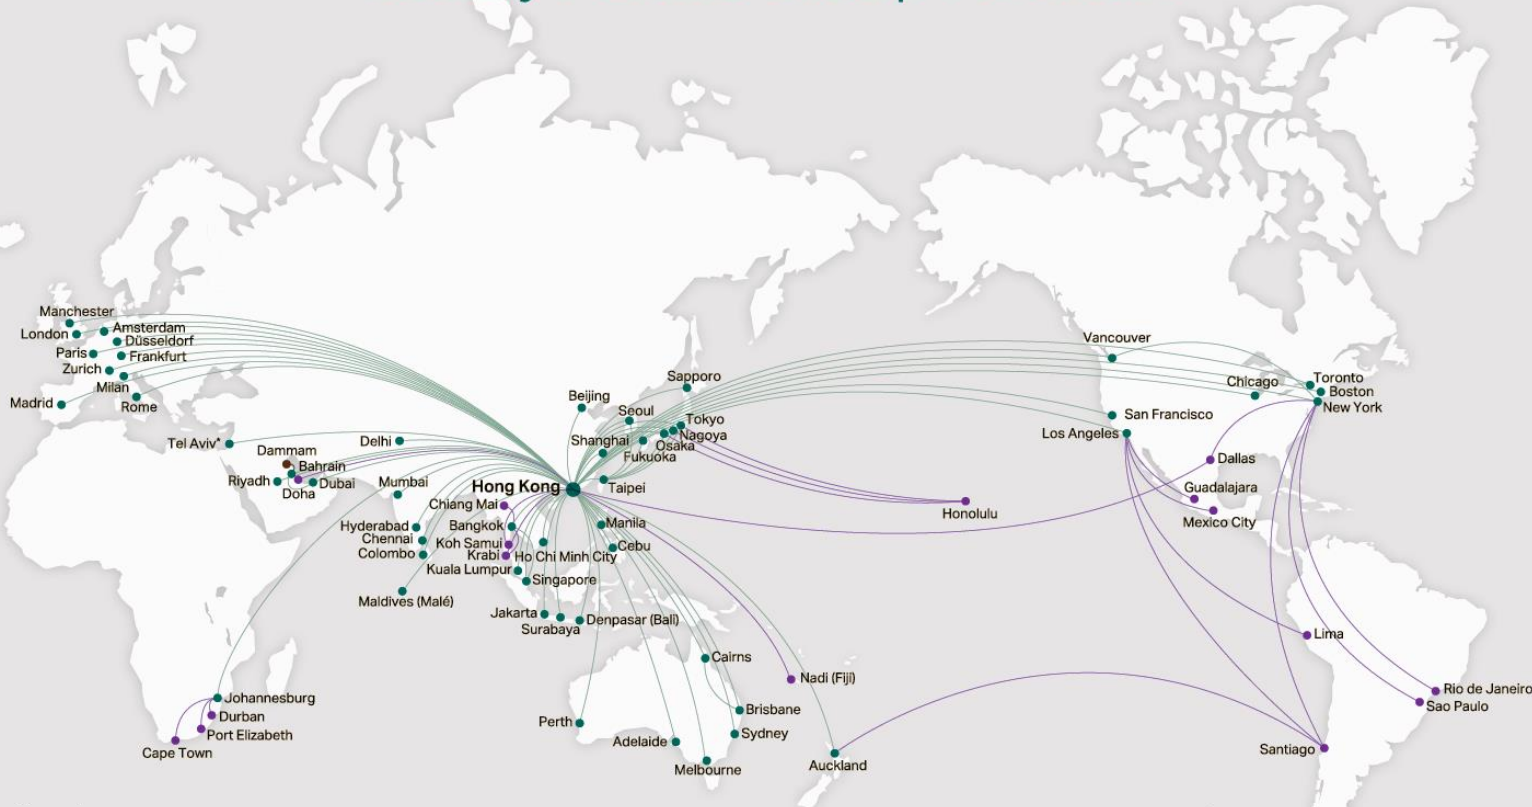 Manchester
London
Amsterdam
Düsseldorf
Paris
Frankfurt
Zurich
Milan
Madrid
Rome
Tel Aviv*
Dammam
Bahrain
Riyadh
Doha
Dubai
Delhi
Mumbai
Hyderabad
Chennai
Colombo
Maldives (Malé)
Beijing
Seoul
Sapporo
Tokyo
Nagoya
Osaka
Shanghai
Fukuoka
Hong Kong
Taipei
Chiang Mai
Bangkok
Manila
Koh Samui
Krabi
Ho Chi Minh City
Cebu
Kuala Lumpur
Singapore
Jakarta
Surabaya
Denpasar (Bali)
Cairns
Nadi (Fiji)
Brisbane
Perth
Sydney
Adelaide
Melbourne
Auckland
Johannesburg
Durban
Port Elizabeth
Cape Town
Honolulu
Vancouver
San Francisco
Los Angeles
Chicago
Toronto
Boston
New York
Dallas
Guadalajara
Mexico City
Lima
Rio de Janeiro
Sao Paulo
Santiago